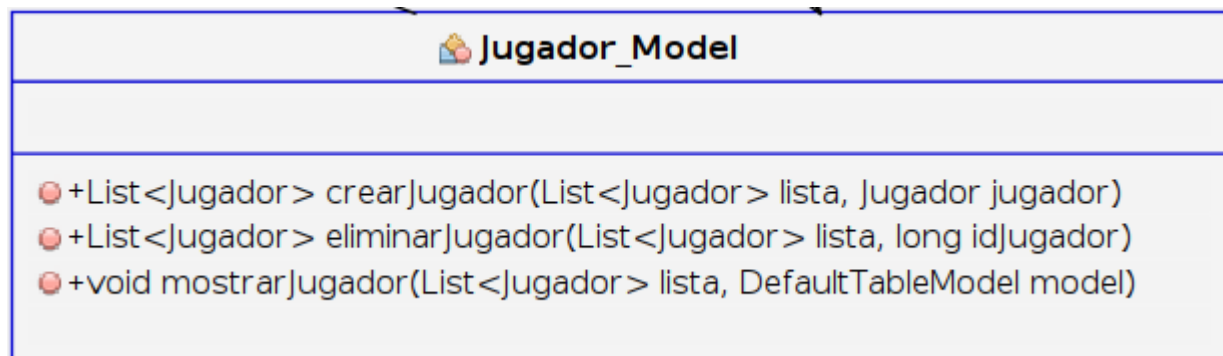 Jugador_Model
+List<Jugador> crearJugador(List<Jugador> lista, Jugador jugador)
+List<Jugador> eliminarJugador(List<Jugador> lista, long idJugador)
+void mostrarJugador(List<Jugador> lista, DefaultTableModel model)